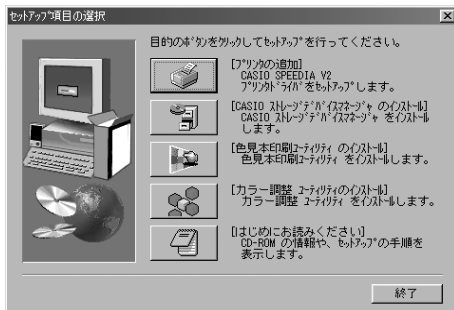 ｾｯﾄｱｯﾌﾟ項目の選択
目的のﾎﾞﾀﾝをｸﾘｯｸしてｾｯﾄｱｯﾌﾟを行ってください。
[ﾌﾟﾘﾝﾀの追加]
CASIO SPEEDIA V2
ﾌﾟﾘﾝﾀﾄﾞﾗｲﾊﾞをｾｯﾄｱｯﾌﾟします。
[CASIO ｽﾄﾚｰｼﾞﾃﾞﾊﾞｲｽﾏﾈｰｼﾞｬ のｲﾝｽﾄｰﾙ]
CASIO ｽﾄﾚｰｼﾞﾃﾞﾊﾞｲｽﾏﾈｰｼﾞｬ をｲﾝｽﾄｰﾙ
します。
[色見本印刷ﾕｰﾃｨﾘﾃｨ のｲﾝｽﾄｰﾙ]
色見本印刷ﾕｰﾃｨﾘﾃｨ をｲﾝｽﾄｰﾙします。
[カラー調整 ﾕｰﾃｨﾘﾃｨのｲﾝｽﾄｰﾙ]
カラー調整 ﾕｰﾃｨﾘﾃｨ をｲﾝｽﾄｰﾙします。
[はじめにお読みください]
CD-ROM の情報や、ｾｯﾄｱｯﾌﾟの手順を
表示します。
終了